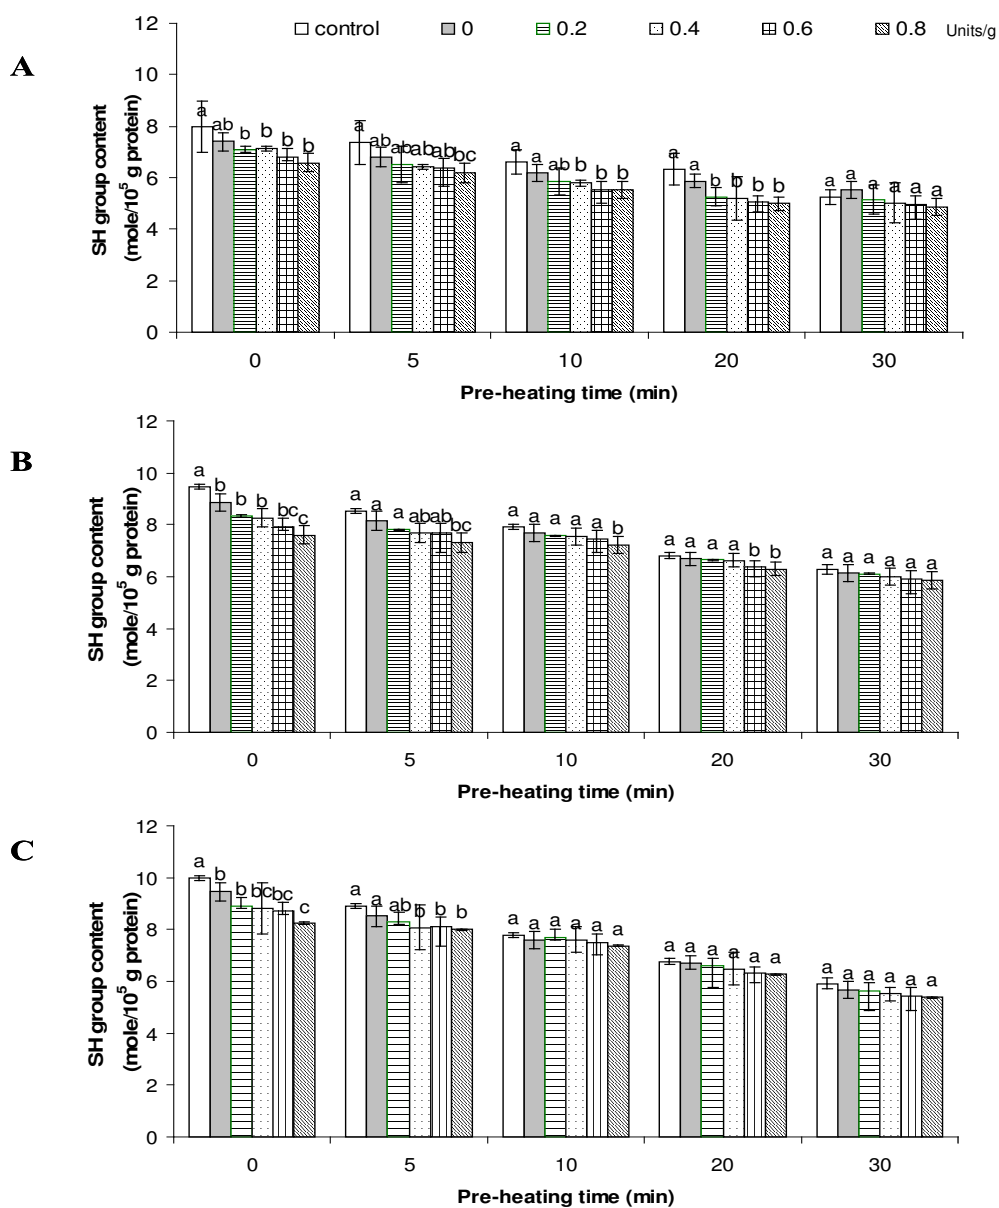 A
12
control 0 0.2 0.4 0.6 0.8 Units/g
10
8
6
4
2
0
SH group content
(mole/10⁵ g protein)
a ab b b b b
a ab ab ab ab bc
a a ab b b b
a a b b b b
a a a a a a
0 5 10 20 30
Pre-heating time (min)
B
12
10
8
6
4
2
0
SH group content
(mole/10⁵ g protein)
a b b b bc c
a a a ab ab bc
a a a a a b
a a a a b b
a a a a a a
0 5 10 20 30
Pre-heating time (min)
C
12
10
8
6
4
2
0
SH group content
(mole/10⁵ g protein)
a b b bc bc c
a a ab b b b
a a a a a a
a a a a a a
a a a a a a
0 5 10 20 30
Pre-heating time (min)